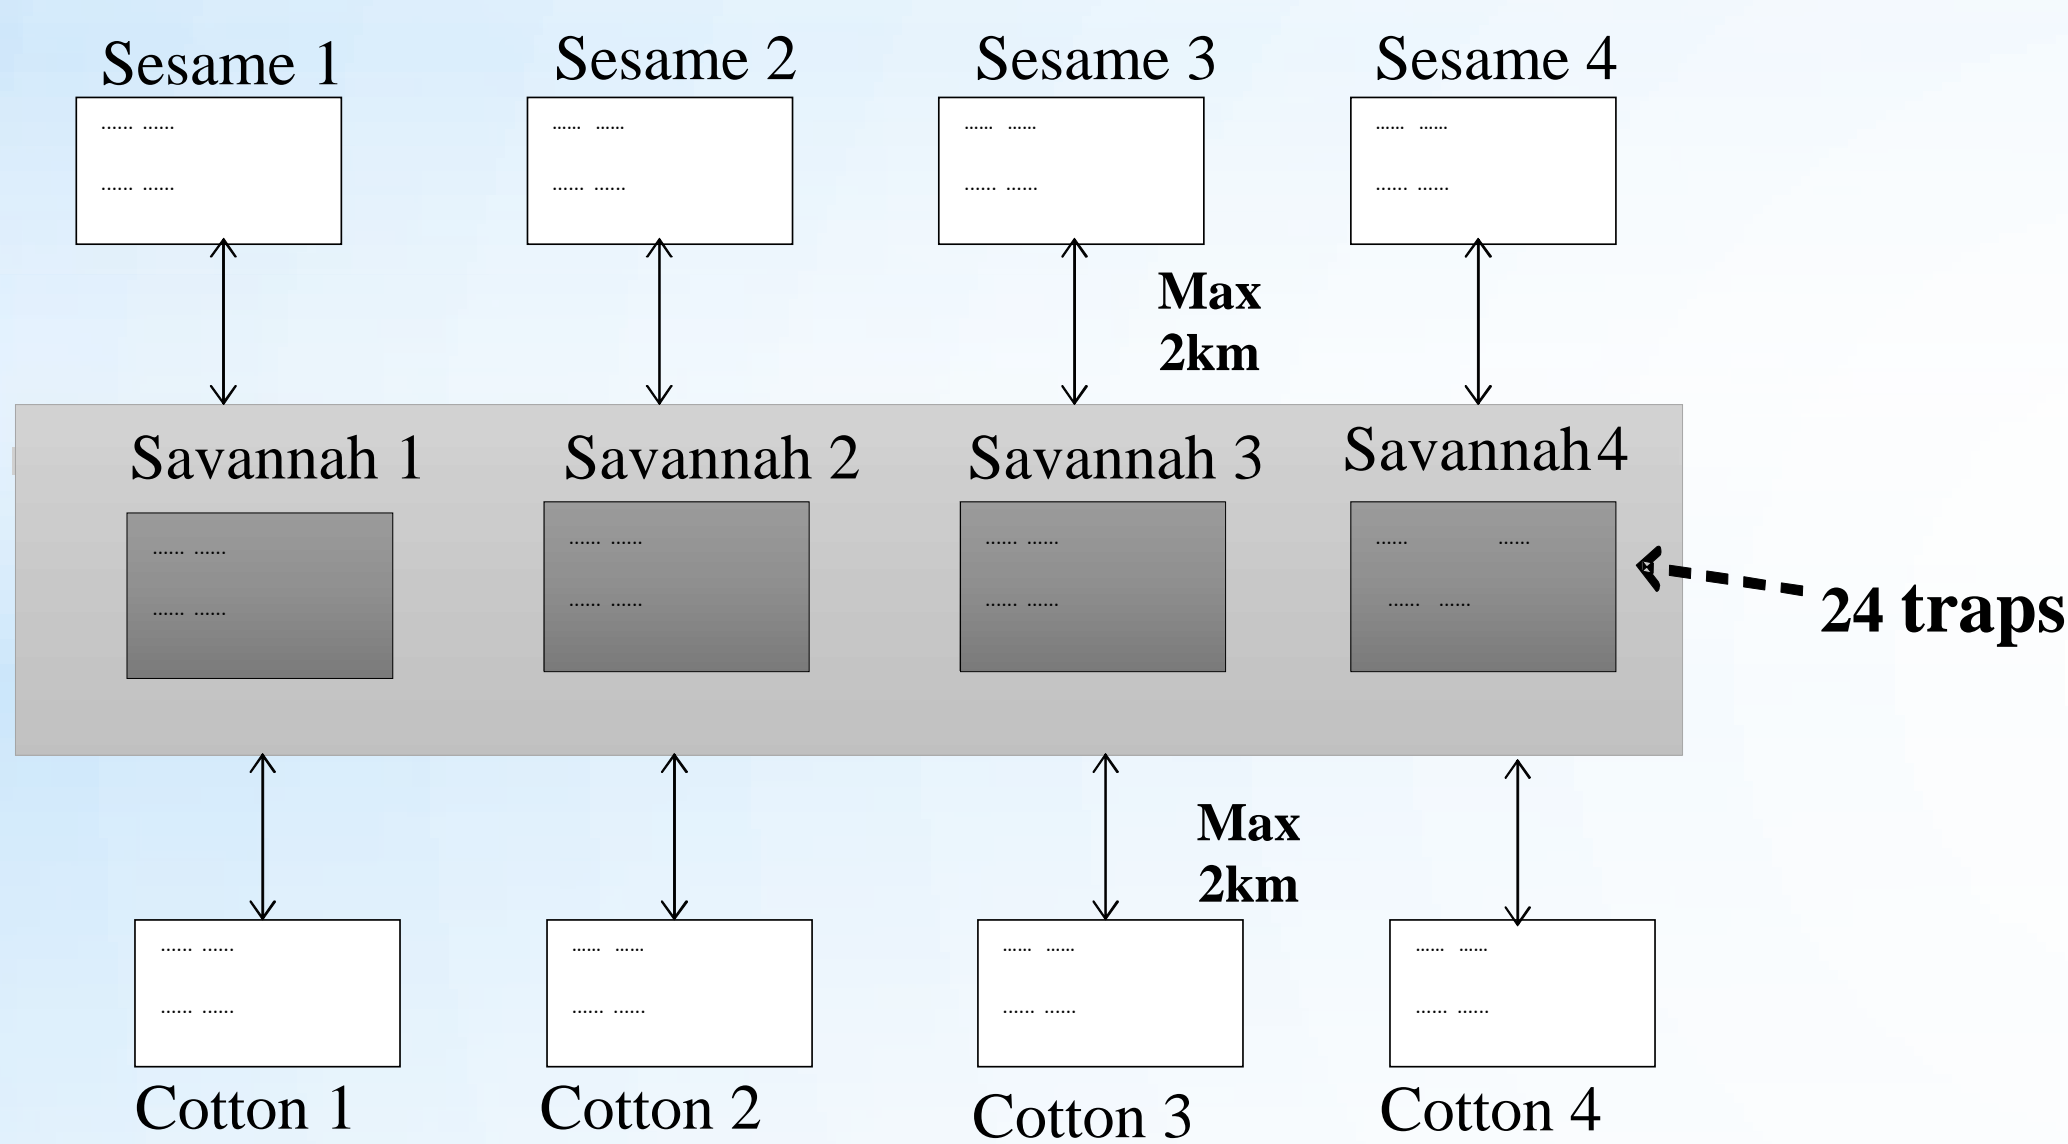 Sesame 1
Sesame 2
Sesame 3
Sesame 4
...... ......
...... ......
...... ......
...... ......
...... ......
...... ......
...... ......
...... ......
Max
2km
Savannah 1
Savannah 2
Savannah 3
Savannah 4
...... ......
...... ......
...... ......
...... ......
...... ......
...... ......
...... ......
...... ......
24 traps
Max
2km
...... ......
...... ......
...... ......
...... ......
...... ......
...... ......
...... ......
...... ......
Cotton 1
Cotton 2
Cotton 3
Cotton 4